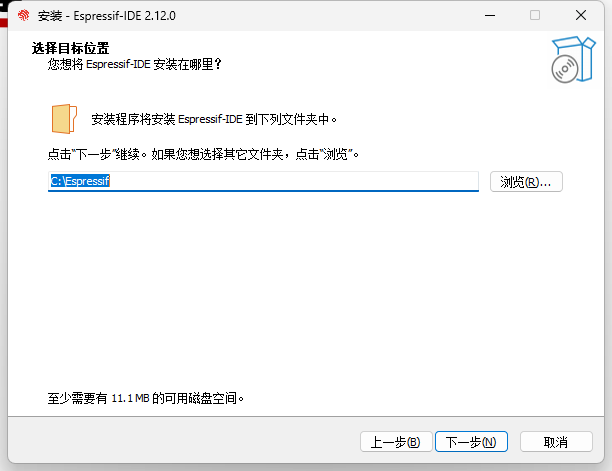 安装 - Espressif-IDE 2.12.0
选择目标位置
您想将 Espressif-IDE 安装在哪里？
安装程序将安装 Espressif-IDE 到下列文件夹中。
点击“下一步”继续。如果您想选择其它文件夹，点击“浏览”。
C:\Espressif
浏览(R)...
至少需要有 11.1 MB 的可用磁盘空间。
上一步(B)
下一步(N)
取消